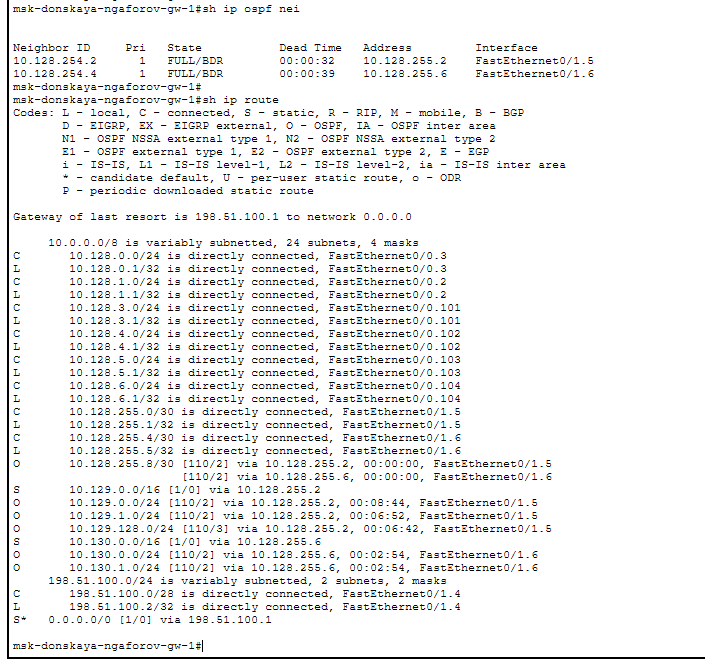 msk-donskaya-ngaforov-gw-1#sh ip ospf nei
Neighbor ID     Pri   State           Dead Time   Address         Interface
10.128.254.2      1   FULL/BDR        00:00:32    10.128.255.2    FastEthernet0/1.5
10.128.254.4      1   FULL/BDR        00:00:39    10.128.255.6    FastEthernet0/1.6
msk-donskaya-ngaforov-gw-1#
msk-donskaya-ngaforov-gw-1#sh ip route
Codes: L - local, C - connected, S - static, R - RIP, M - mobile, B - BGP
       D - EIGRP, EX - EIGRP external, O - OSPF, IA - OSPF inter area
       N1 - OSPF NSSA external type 1, N2 - OSPF NSSA external type 2
       E1 - OSPF external type 1, E2 - OSPF external type 2, E - EGP
       i - IS-IS, L1 - IS-IS level-1, L2 - IS-IS level-2, ia - IS-IS inter area
       * - candidate default, U - per-user static route, o - ODR
       P - periodic downloaded static route
Gateway of last resort is 198.51.100.1 to network 0.0.0.0
     10.0.0.0/8 is variably subnetted, 24 subnets, 4 masks
C       10.128.0.0/24 is directly connected, FastEthernet0/0.3
L       10.128.0.1/32 is directly connected, FastEthernet0/0.3
C       10.128.1.0/24 is directly connected, FastEthernet0/0.2
L       10.128.1.1/32 is directly connected, FastEthernet0/0.2
C       10.128.3.0/24 is directly connected, FastEthernet0/0.101
L       10.128.3.1/32 is directly connected, FastEthernet0/0.101
C       10.128.4.0/24 is directly connected, FastEthernet0/0.102
L       10.128.4.1/32 is directly connected, FastEthernet0/0.102
C       10.128.5.0/24 is directly connected, FastEthernet0/0.103
L       10.128.5.1/32 is directly connected, FastEthernet0/0.103
C       10.128.6.0/24 is directly connected, FastEthernet0/0.104
L       10.128.6.1/32 is directly connected, FastEthernet0/0.104
C       10.128.255.0/30 is directly connected, FastEthernet0/1.5
L       10.128.255.1/32 is directly connected, FastEthernet0/1.5
C       10.128.255.4/30 is directly connected, FastEthernet0/1.6
L       10.128.255.5/32 is directly connected, FastEthernet0/1.6
O       10.128.255.8/30 [110/2] via 10.128.255.2, 00:00:00, FastEthernet0/1.5
                        [110/2] via 10.128.255.6, 00:00:00, FastEthernet0/1.6
S       10.129.0.0/16 [1/0] via 10.128.255.2
O       10.129.0.0/24 [110/2] via 10.128.255.2, 00:08:44, FastEthernet0/1.5
O       10.129.1.0/24 [110/2] via 10.128.255.2, 00:06:52, FastEthernet0/1.5
O       10.129.128.0/24 [110/3] via 10.128.255.2, 00:06:42, FastEthernet0/1.5
S       10.130.0.0/16 [1/0] via 10.128.255.6
O       10.130.0.0/24 [110/2] via 10.128.255.6, 00:02:54, FastEthernet0/1.6
O       10.130.1.0/24 [110/2] via 10.128.255.6, 00:02:54, FastEthernet0/1.6
     198.51.100.0/24 is variably subnetted, 2 subnets, 2 masks
C       198.51.100.0/28 is directly connected, FastEthernet0/1.4
L       198.51.100.2/32 is directly connected, FastEthernet0/1.4
S*   0.0.0.0/0 [1/0] via 198.51.100.1
msk-donskaya-ngaforov-gw-1#